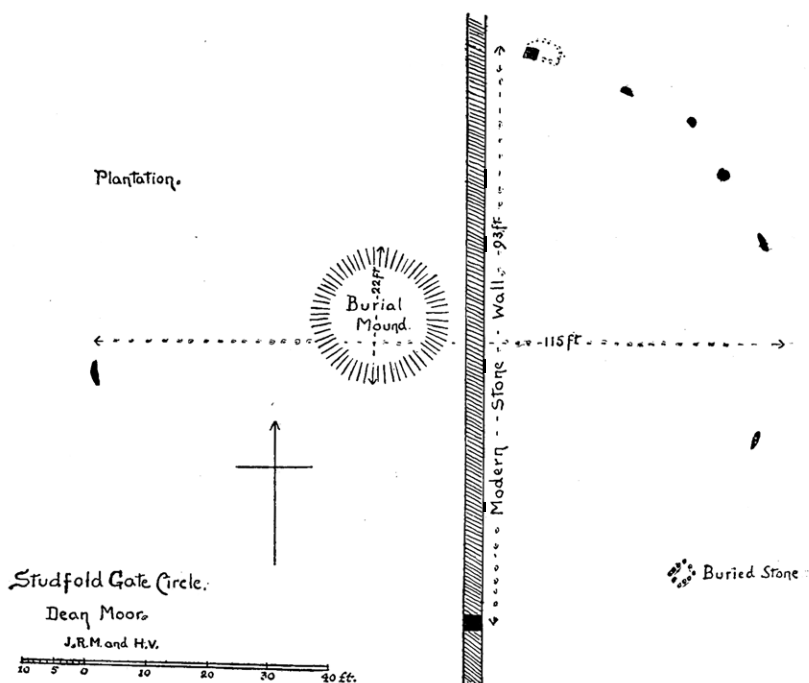 Plantation.
22ft
Burial
Mound.
Modern -- Stone -- Wall. -93ft
115ft
Buried Stone
Studfold Gate Circle.
Dean Moor.
J.R.M. and H.V.
10 5 0 10 20 30 40 ft.